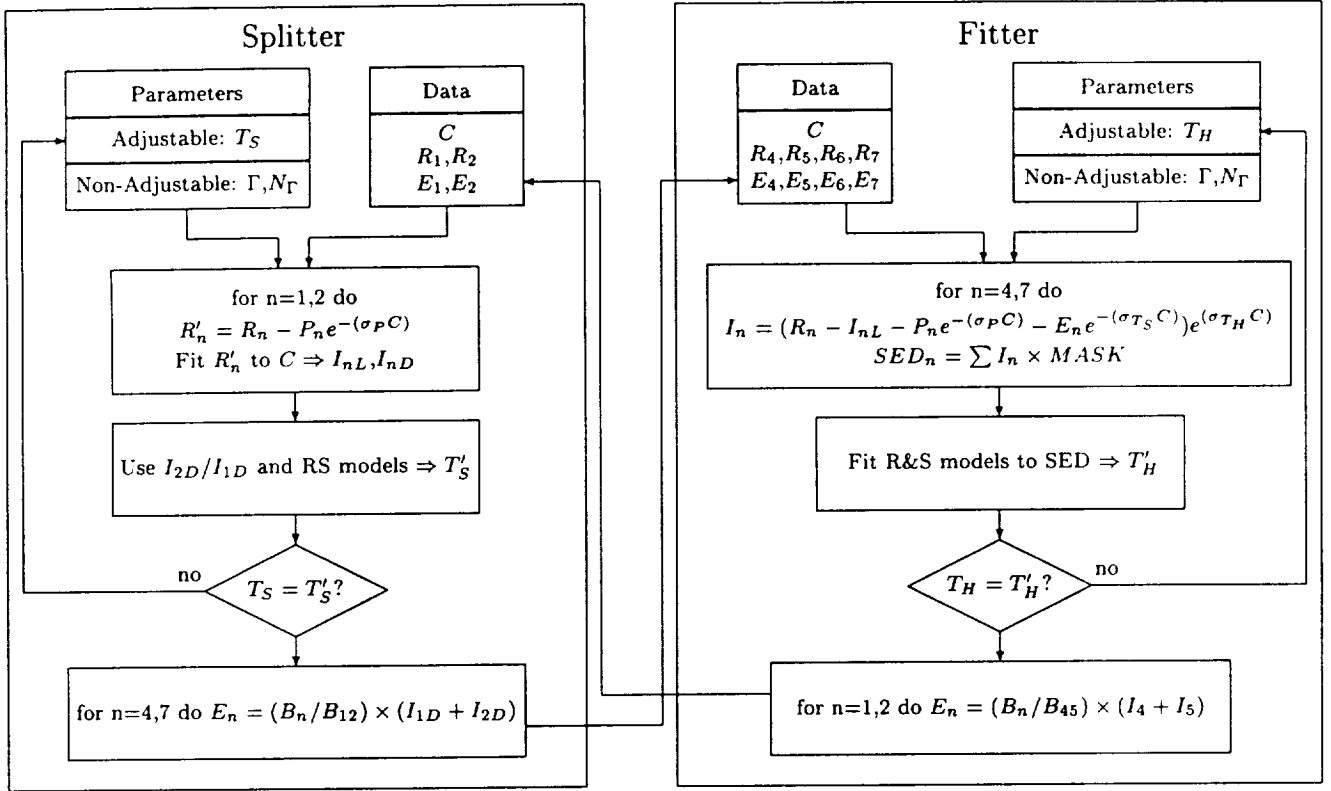 Splitter
Parameters
Adjustable: T_S
Non-Adjustable: Γ,N_Γ
Data
C
R_1,R_2
E_1,E_2
for n=1,2 do
R'_n = R_n − P_n e^{−(σ_P C)}
Fit R'_n to C ⇒ I_{nL},I_{nD}
Use I_{2D}/I_{1D} and RS models ⇒ T'_S
no
T_S = T'_S?
for n=4,7 do E_n = (B_n/B_{12}) × (I_{1D} + I_{2D})
Fitter
Data
C
R_4,R_5,R_6,R_7
E_4,E_5,E_6,E_7
Parameters
Adjustable: T_H
Non-Adjustable: Γ,N_Γ
for n=4,7 do
I_n = (R_n − I_{nL} − P_n e^{−(σ_P C)} − E_n e^{−(σ_{T_S} C)})e^{(σ_{T_H} C)}
SED_n = ∑ I_n × MASK
Fit R&S models to SED ⇒ T'_H
T_H = T'_H?
no
for n=1,2 do E_n = (B_n/B_{45}) × (I_4 + I_5)